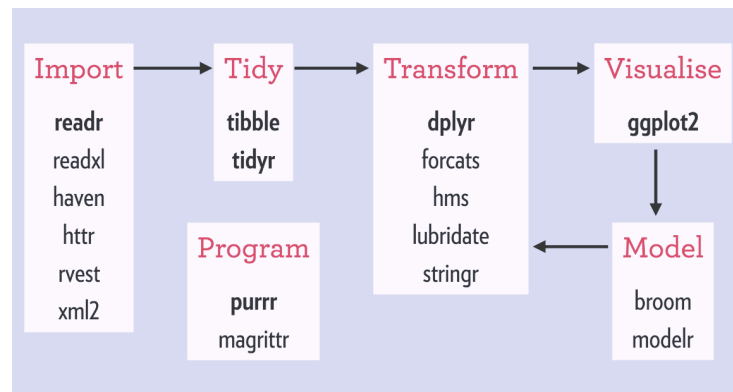 Import
readr
readxl
haven
httr
rvest
xml2
Tidy
tibble
tidyr
Program
purrr
magrittr
Transform
dplyr
forcats
hms
lubridate
stringr
Visualise
ggplot2
Model
broom
modelr